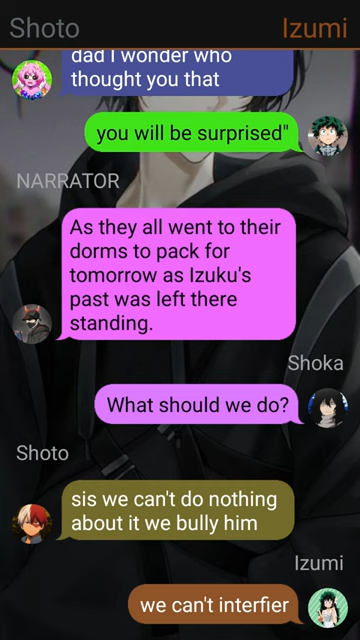 Shoto
Izumi
dad I wonder who
thought you that
you will be surprised"
NARRATOR
As they all went to their
dorms to pack for
tomorrow as Izuku's
past was left there
standing.
Shoka
What should we do?
Shoto
sis we can't do nothing
about it we bully him
Izumi
we can't interfier